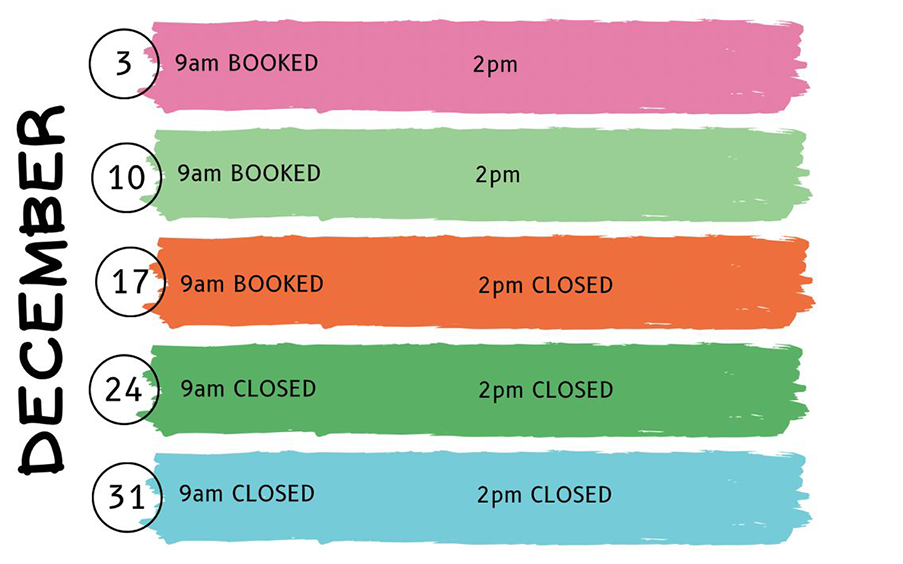 DECEMBER
3 9am BOOKED 2pm
10 9am BOOKED 2pm
17 9am BOOKED 2pm CLOSED
24 9am CLOSED 2pm CLOSED
31 9am CLOSED 2pm CLOSED